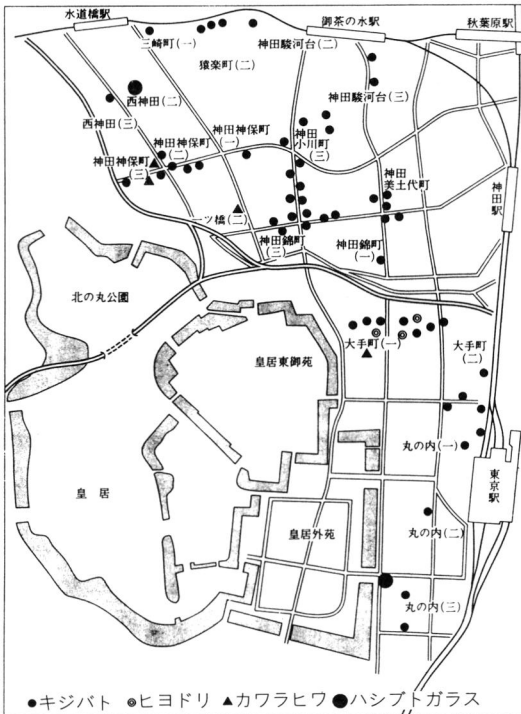 水道橋駅
御茶の水駅
秋葉原駅
三崎町(一)
猿楽町(二)
神田駿河台(二)
神田駿河台(三)
西神田(二)
西神田(三)
神田神保町
(一)
神田神保町
(二)
神田神保町
(三)
神田
小川町
(三)
神田
美土代町
神田駅
一ツ橋(二)
神田錦町
(三)
神田錦町
(一)
北の丸公園
皇居東御苑
大手町(一)
大手町
(二)
丸の内(一)
東京駅
皇居
皇居外苑
丸の内(二)
丸の内(三)
●キジバト ◎ヒヨドリ ▲カワラヒワ ●ハシブトガラス